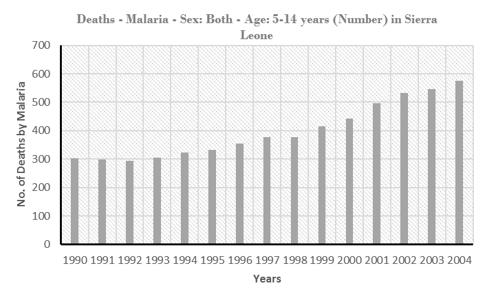 Deaths - Malaria - Sex: Both - Age: 5-14 years (Number) in Sierra
Leone
700
600
500
400
300
200
100
0
No. of Deaths by Malaria
1990 1991 1992 1993 1994 1995 1996 1997 1998 1999 2000 2001 2002 2003 2004
Years